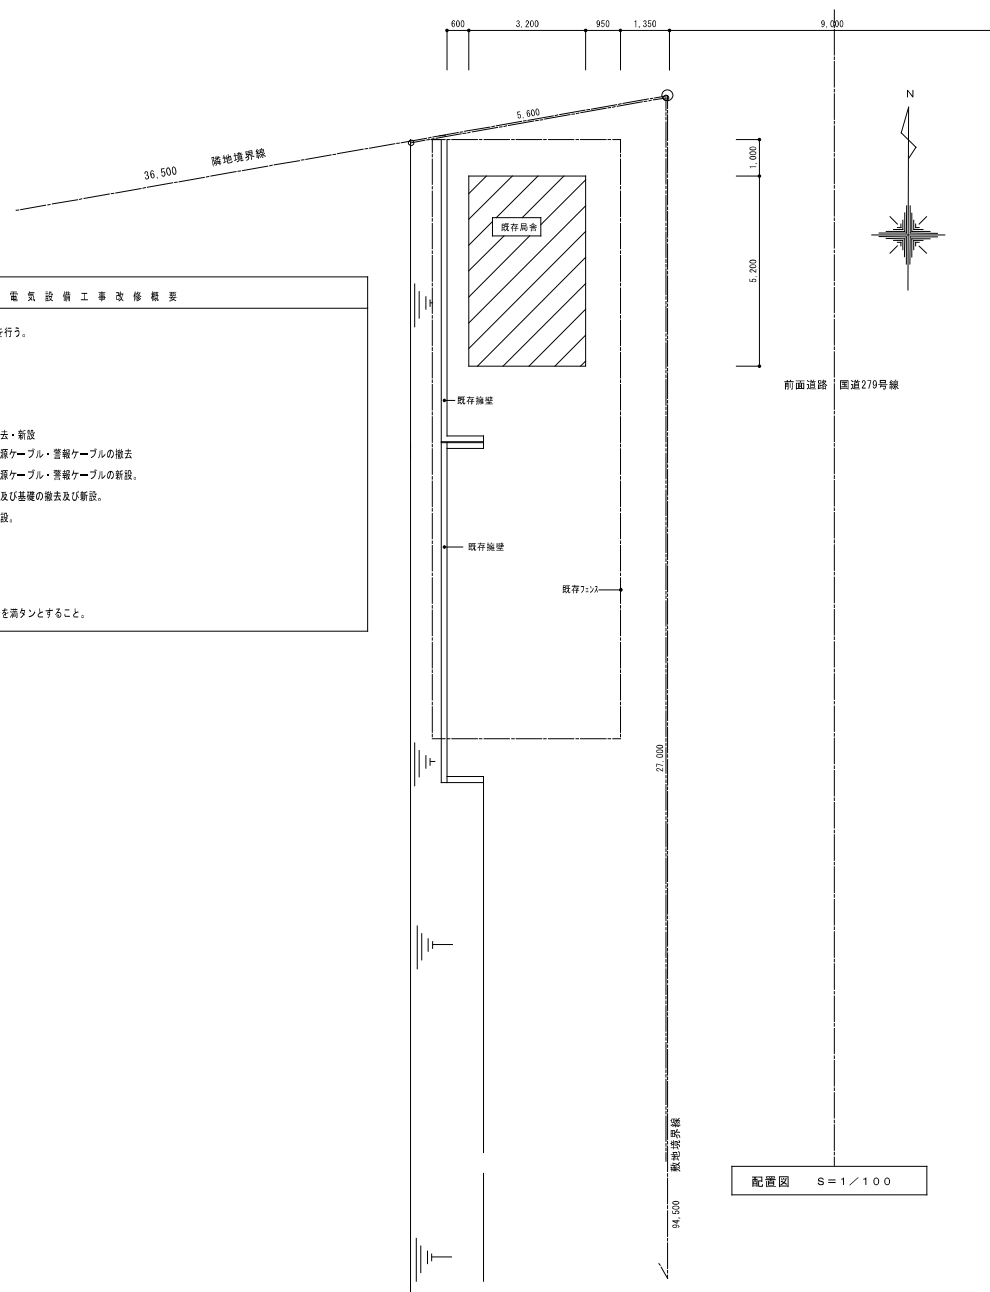 600
3,200
950
1,350
9,000
N
5,600
隣地境界線
36,500
1,000
既存局舎
5,200
電気設備工事改修概要
を行う。
前面道路 国道279号線
既存擁壁
去・新設
源ケーブル・警報ケーブルの撤去
源ケーブル・警報ケーブルの新設。
及び基礎の撤去及び新設。
設。
既存擁壁
既存フェンス
を満タンとすること。
27,000
敷地境界線
94,500
配置図 S=1/100